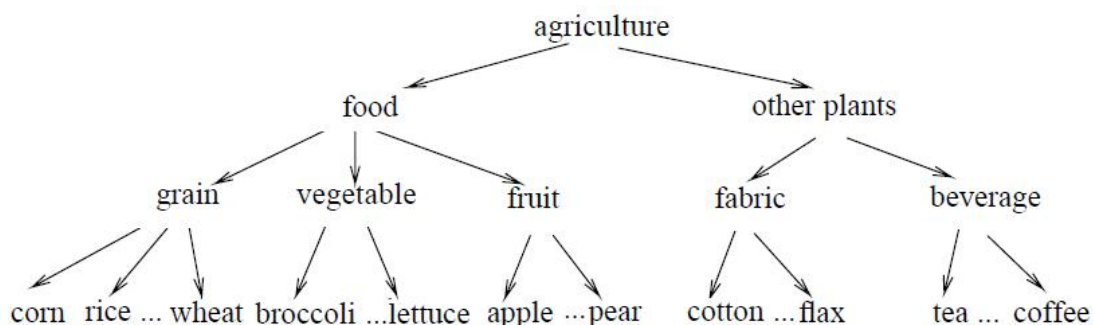 agriculture
food other plants
grain vegetable fruit fabric beverage
corn rice ... wheat broccoli ...lettuce apple ...pear cotton ...flax tea ... coffee